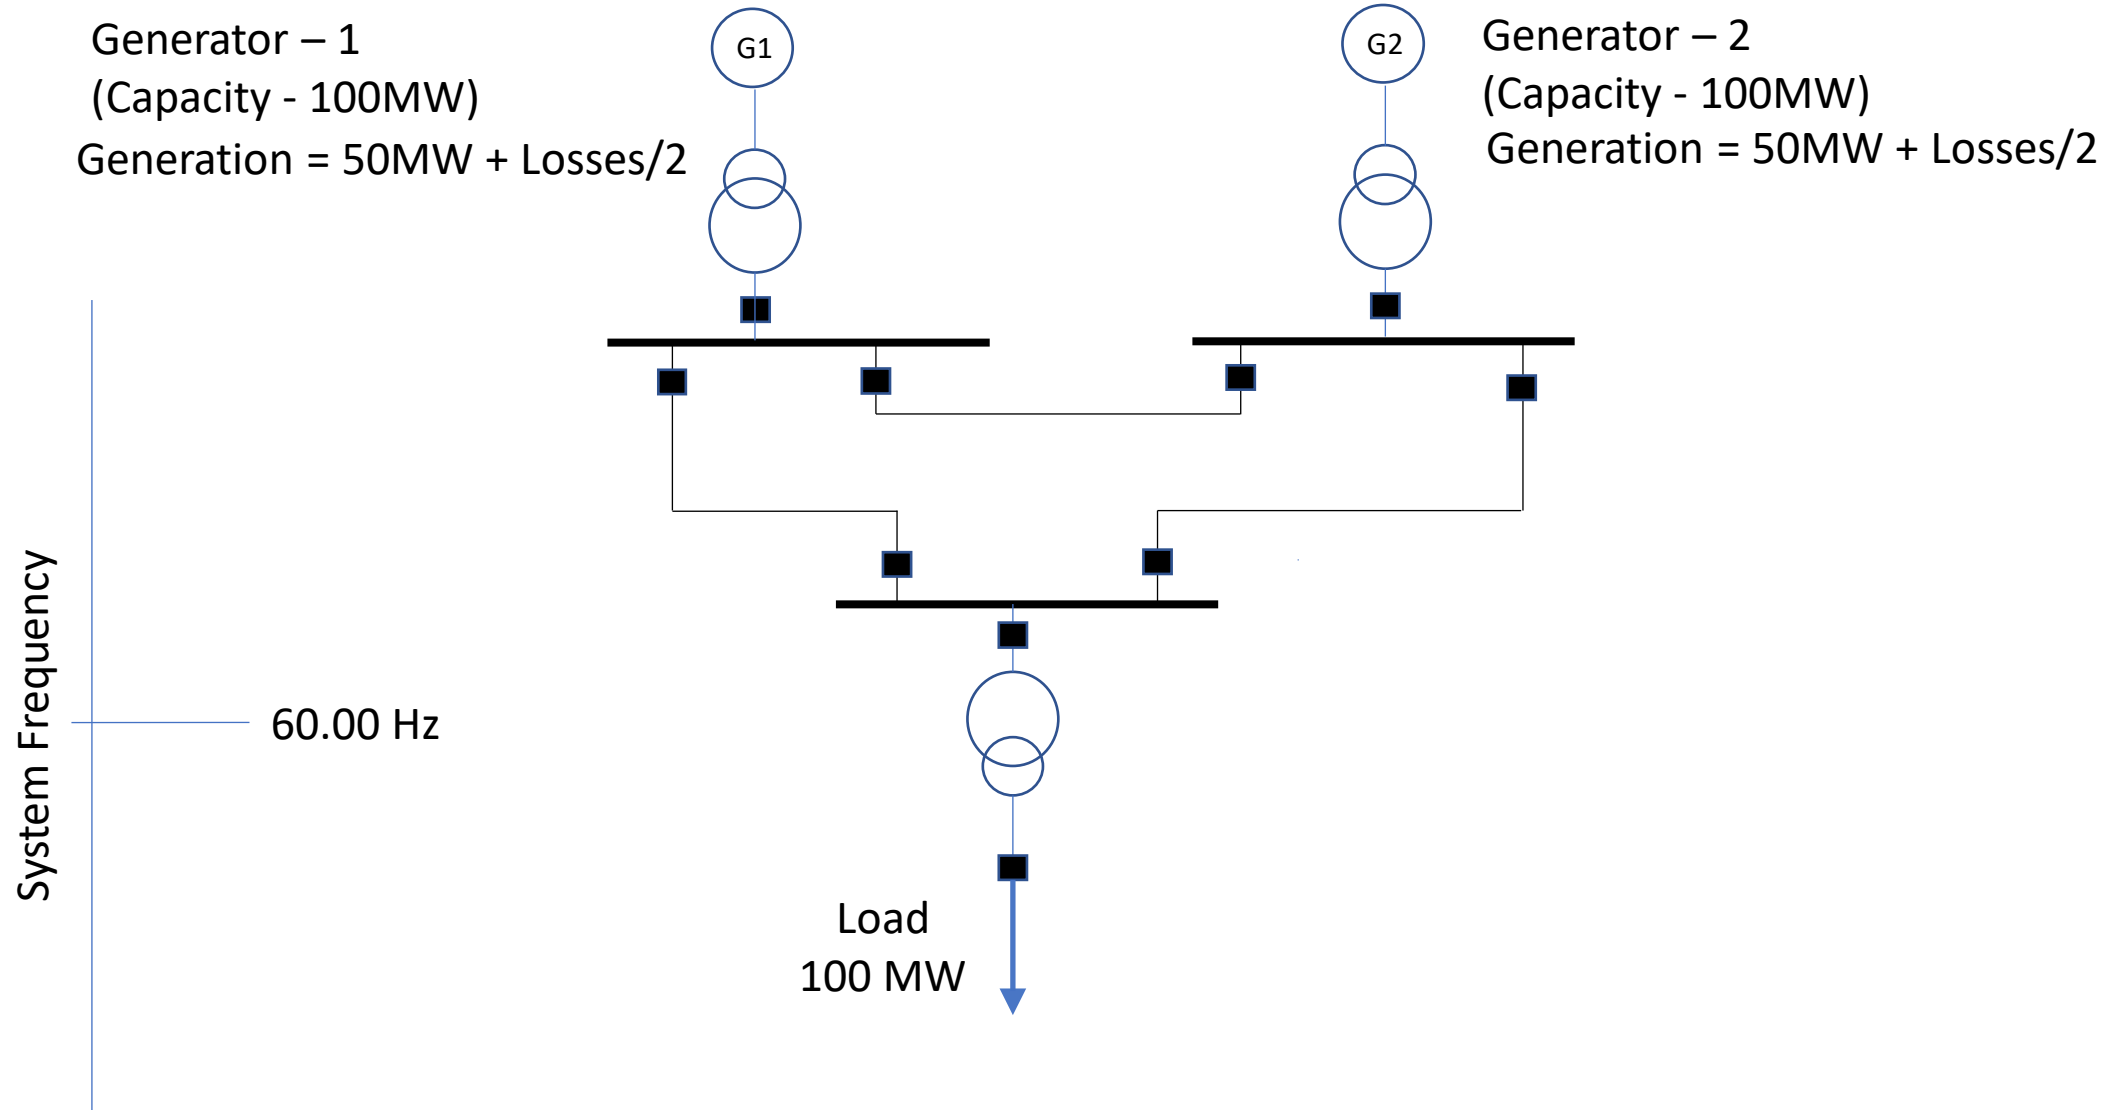 Generator – 1
(Capacity - 100MW)
Generation = 50MW + Losses/2
G1
G2
Generator – 2
(Capacity - 100MW)
Generation = 50MW + Losses/2
System Frequency
60.00 Hz
Load
100 MW